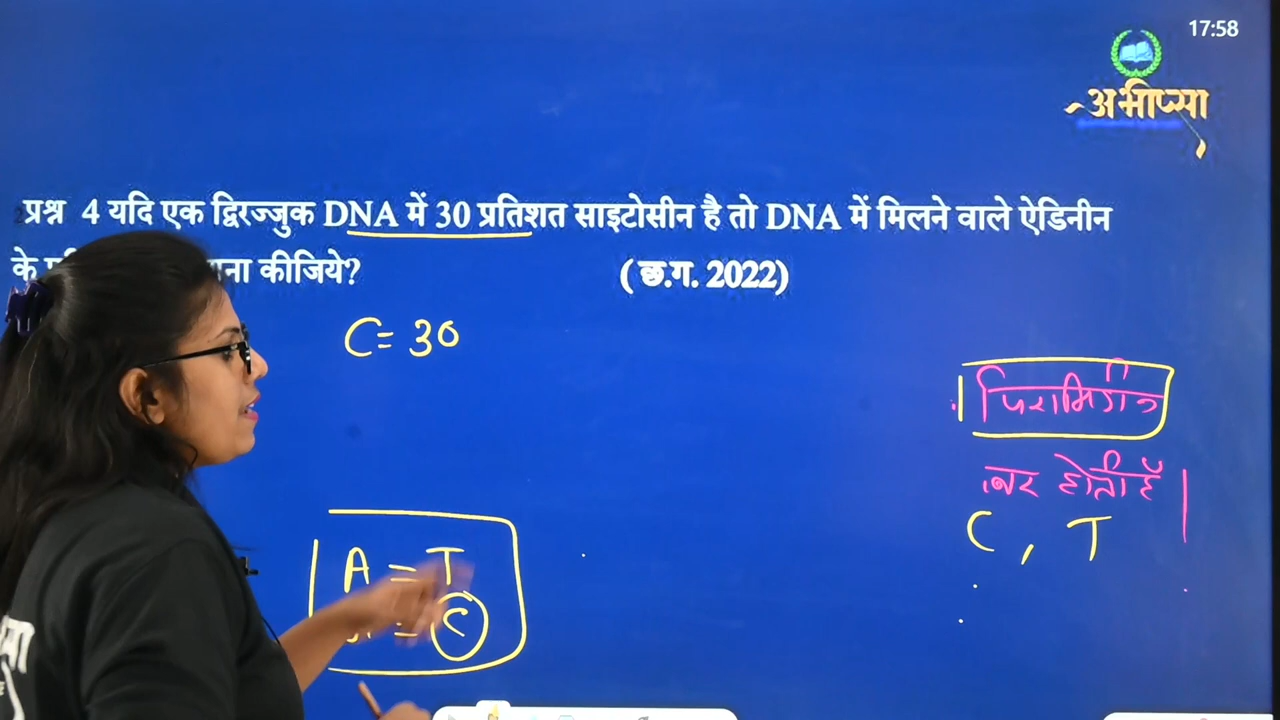 17:58
अभीप्सा
प्रश्न 4 यदि एक द्विरज्जुक DNA में 30 प्रतिशत साइटोसीन है तो DNA में मिलने वाले ऐडिनीन
के कीजिये?
( छ.ग. 2022)
C = 30
A = T
= C
होती है
C , T